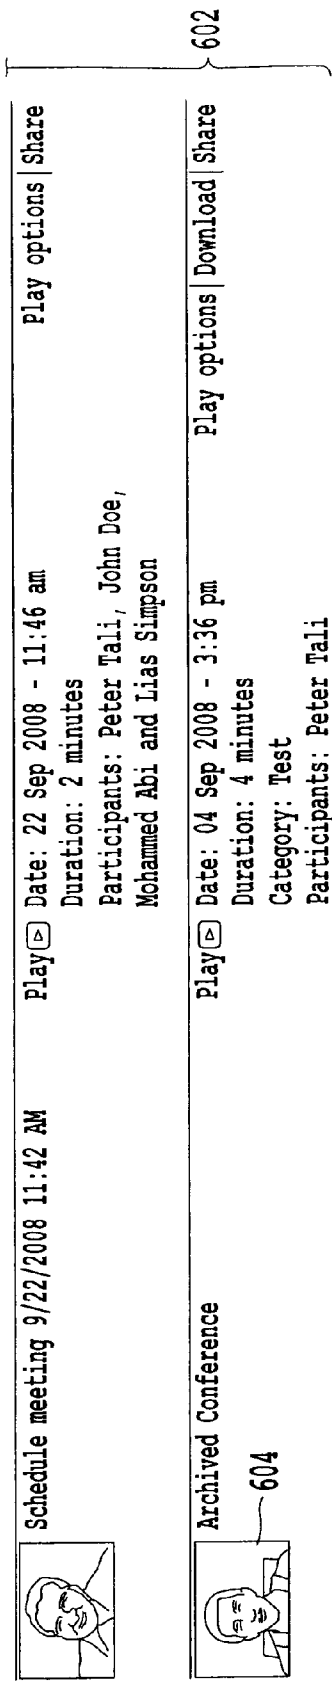 Schedule meeting 9/22/2008 11:42 AM
Play
Date: 22 Sep 2008 - 11:46 am
Duration: 2 minutes
Participants: Peter Tali, John Doe,
Mohammed Abi and Lias Simpson
Play options | Share
Archived Conference
Play
Date: 04 Sep 2008 - 3:36 pm
Duration: 4 minutes
Category: Test
Participants: Peter Tali
Play options | Download | Share
602
604